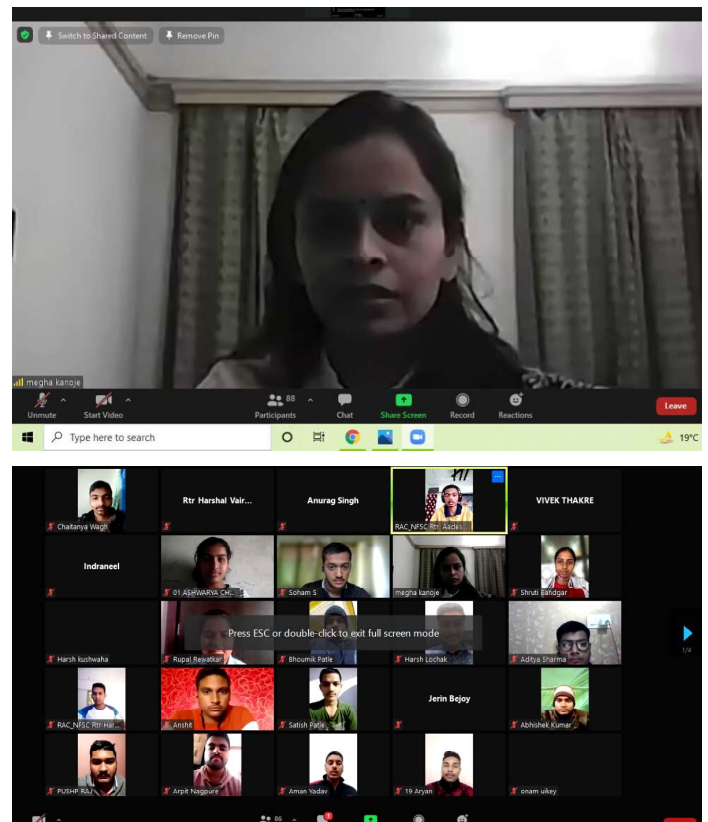 Switch to Shared Content Remove Pin
megha kanoje
88
Unmute Start Video Participants Chat Share Screen Record Reactions Leave
Type here to search 19°C
Rtr Harshal Vair... Anurag Singh VIVEK THAKRE
Chaitanya Wagh RAC_NFSC Rtr. Aades...
Indraneel
01 ASHWARYA CH... Soham S megha kanoje Shruti Bandgar
Press ESC or double-click to exit full screen mode
1/4
Harsh kushwaha Rupal Rewatkar Bhoumik Patle Harsh Lochak Aditya Sharma
Jerin Bejoy
RAC_NFSC Rtr Har... Anshit Satish Patle Abhishek Kumar
PUSHP RAJ Arpit Nagpure Aman Yadav 19 Aryan onam uikey
86